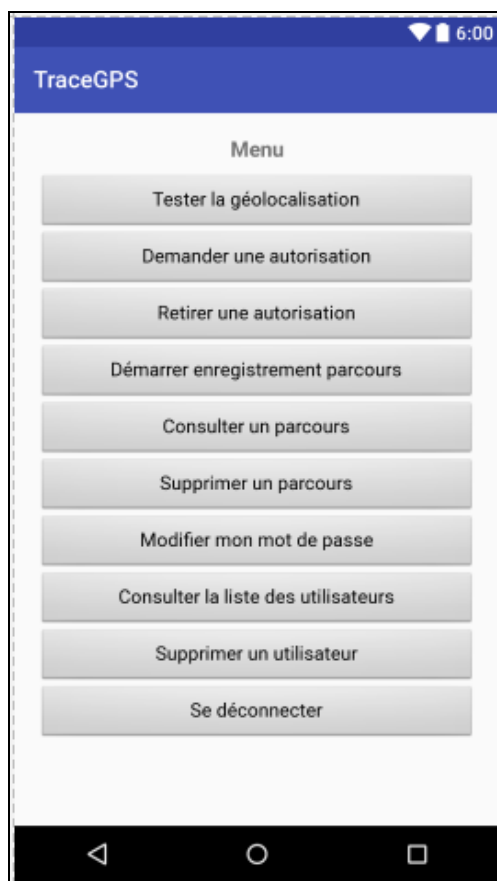 6:00
TraceGPS
Menu
Tester la géolocalisation
Demander une autorisation
Retirer une autorisation
Démarrer enregistrement parcours
Consulter un parcours
Supprimer un parcours
Modifier mon mot de passe
Consulter la liste des utilisateurs
Supprimer un utilisateur
Se déconnecter